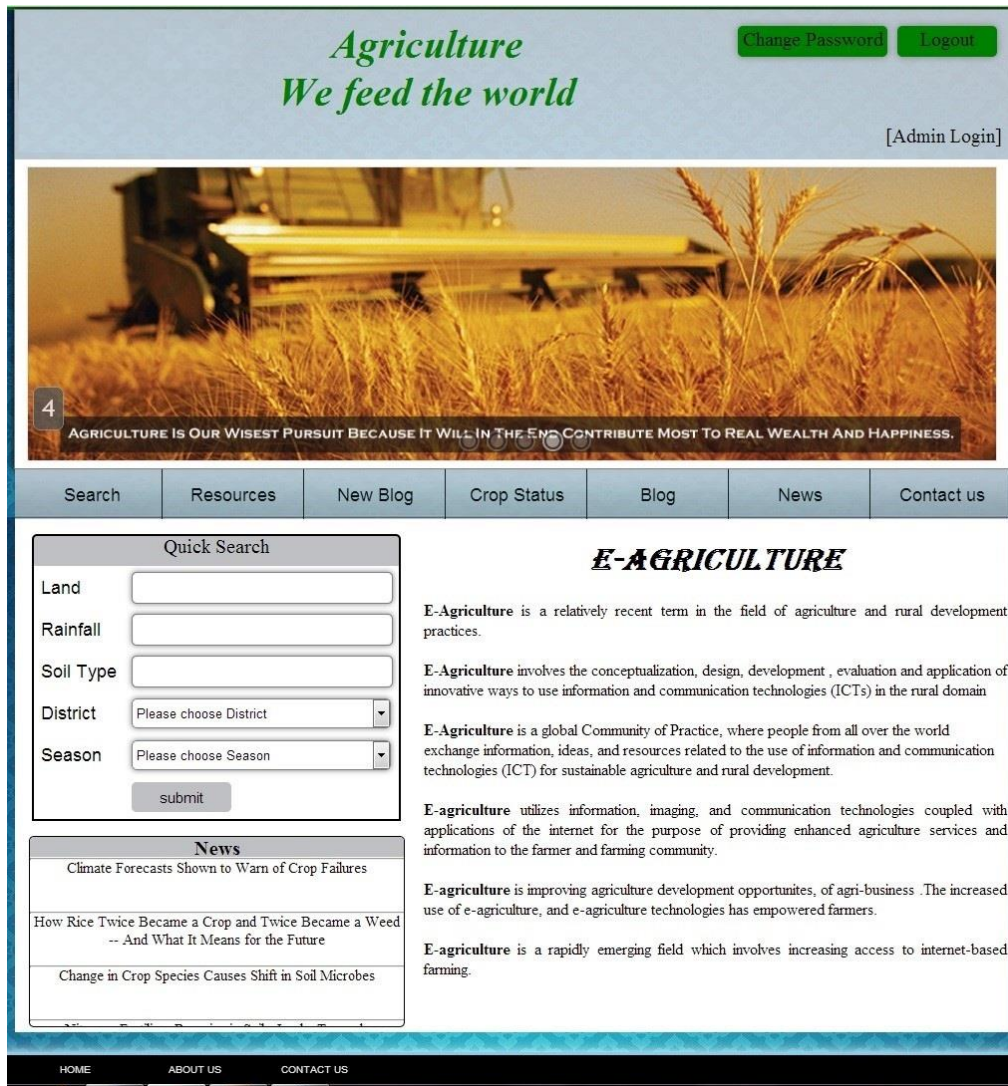 Agriculture
We feed the world
Change Password
Logout
[Admin Login]
4
AGRICULTURE IS OUR WISEST PURSUIT BECAUSE IT WILL IN THE END CONTRIBUTE MOST TO REAL WEALTH AND HAPPINESS.
Search Resources New Blog Crop Status Blog News Contact us
Quick Search
Land
Rainfall
Soil Type
District Please choose District
Season Please choose Season
submit
News
Climate Forecasts Shown to Warn of Crop Failures
How Rice Twice Became a Crop and Twice Became a Weed
-- And What It Means for the Future
Change in Crop Species Causes Shift in Soil Microbes
E-AGRICULTURE
E-Agriculture is a relatively recent term in the field of agriculture and rural development
practices.
E-Agriculture involves the conceptualization, design, development , evaluation and application of
innovative ways to use information and communication technologies (ICTs) in the rural domain
E-Agriculture is a global Community of Practice, where people from all over the world
exchange information, ideas, and resources related to the use of information and communication
technologies (ICT) for sustainable agriculture and rural development.
E-agriculture utilizes information, imaging, and communication technologies coupled with
applications of the internet for the purpose of providing enhanced agriculture services and
information to the farmer and farming community.
E-agriculture is improving agriculture development opportunites, of agri-business .The increased
use of e-agriculture, and e-agriculture technologies has empowered farmers.
E-agriculture is a rapidly emerging field which involves increasing access to internet-based
farming.
HOME ABOUT US CONTACT US